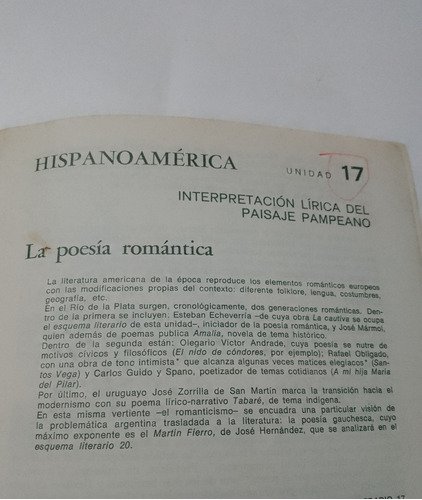 HISPANOAMÉRICA
UNIDAD 17
INTERPRETACIÓN LÍRICA DEL
PAISAJE PAMPEANO
La poesía romántica
La literatura americana de la época reproduce los elementos románticos europeos
con las modificaciones propias del contexto: diferente folklore, lengua, costumbres,
geografía, etc.
En el Río de la Plata surgen, cronológicamente, dos generaciones románticas. Den-
tro de la primera se incluyen: Esteban Echeverría —de cuya obra La cautiva se ocupa
el esquema literario de esta unidad—, iniciador de la poesía romántica, y José Mármol,
quien además de poemas publica Amalia, novela de tema histórico.
Dentro de la segunda están: Olegario Victor Andrade, cuya poesía se nutre de
motivos cívicos y filosóficos (El nido de cóndores, por ejemplo); Rafael Obligado,
con una obra de tono intimista * que alcanza algunas veces matices elegíacos* (San-
tos Vega) y Carlos Guido y Spano, poetizador de temas cotidianos (A mi hija María
del Pilar).
Por último, el uruguayo José Zorrilla de San Martín marca la transición hacia el
modernismo con su poema lírico-narrativo Tabaré, de tema indígena.
En esta misma vertiente —el romanticismo— se encuadra una particular visión de
la problemática argentina trasladada a la literatura: la poesía gauchesca, cuyo
máximo exponente es el Martín Fierro, de José Hernández, que se analizará en el
esquema literario 20.
17